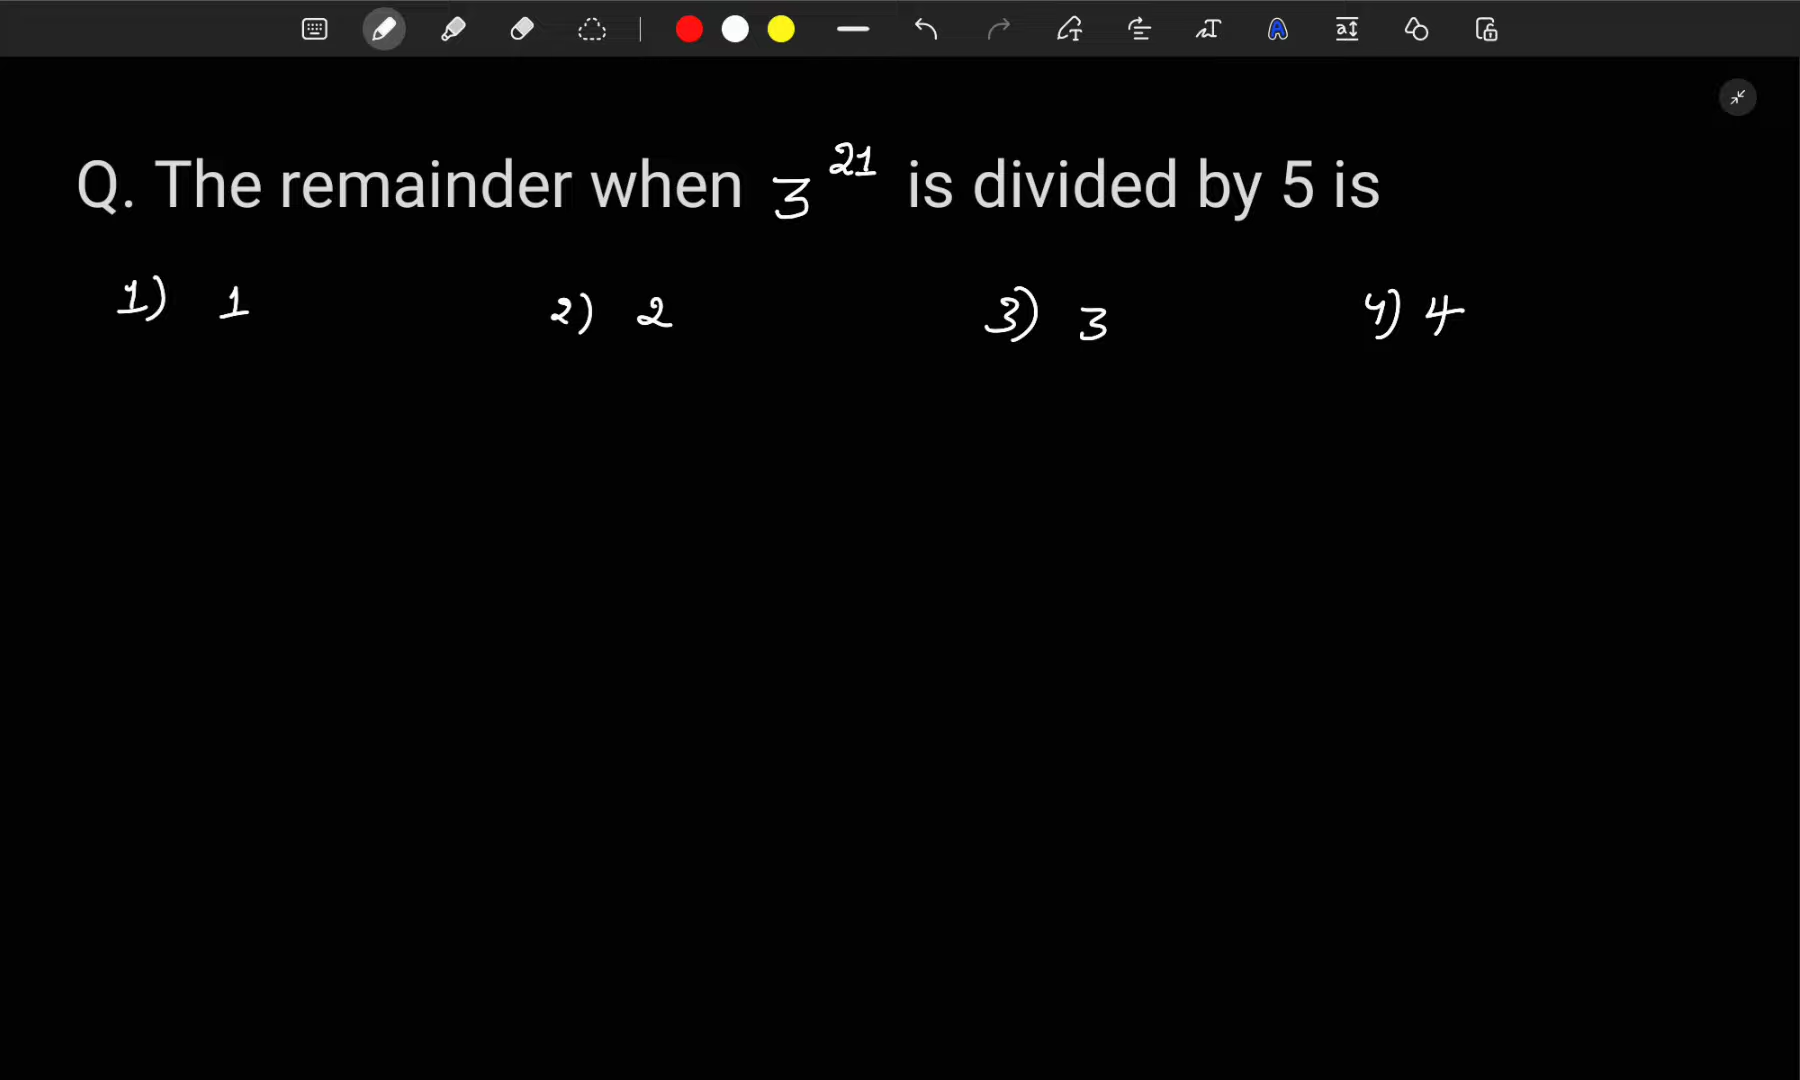 Q. The remainder when 3^21 is divided by 5 is
1) 1 2) 2 3) 3 4) 4